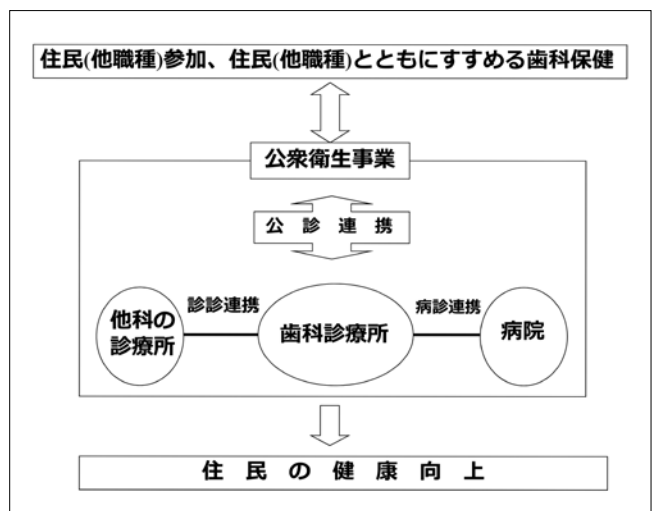 住民(他職種)参加、住民(他職種)とともにすすめる歯科保健
公衆衛生事業
公 診 連 携
診診連携
病診連携
他科の
診療所
歯科診療所
病院
住 民 の 健 康 向 上